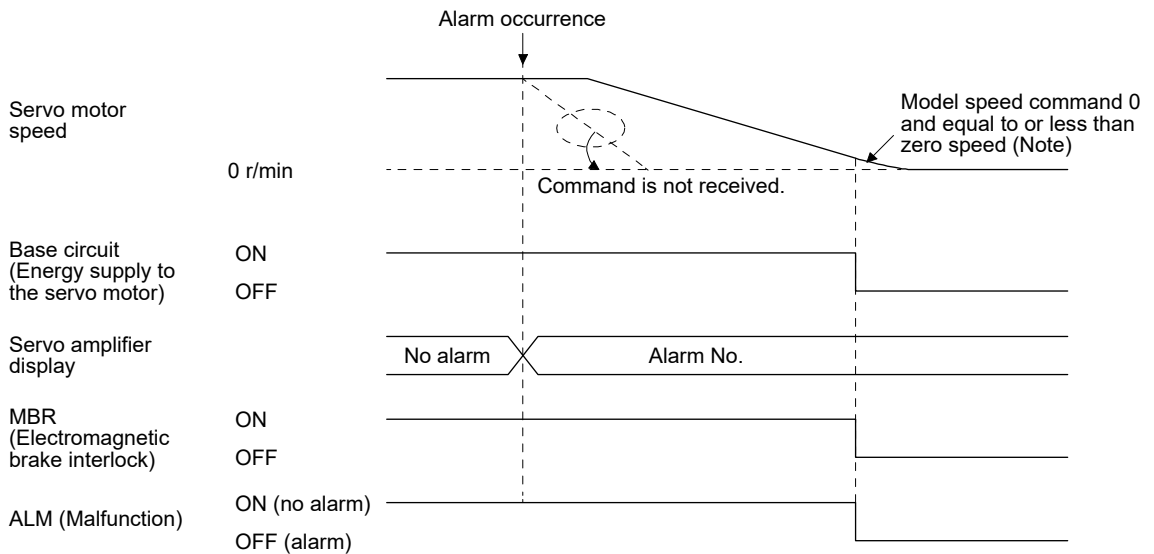 Alarm occurrence
Servo motor
speed
0 r/min
Model speed command 0
and equal to or less than
zero speed (Note)
Command is not received.
Base circuit
(Energy supply to
the servo motor)
ON
OFF
Servo amplifier
display
No alarm
Alarm No.
MBR
(Electromagnetic
brake interlock)
ON
OFF
ALM (Malfunction)
ON (no alarm)
OFF (alarm)